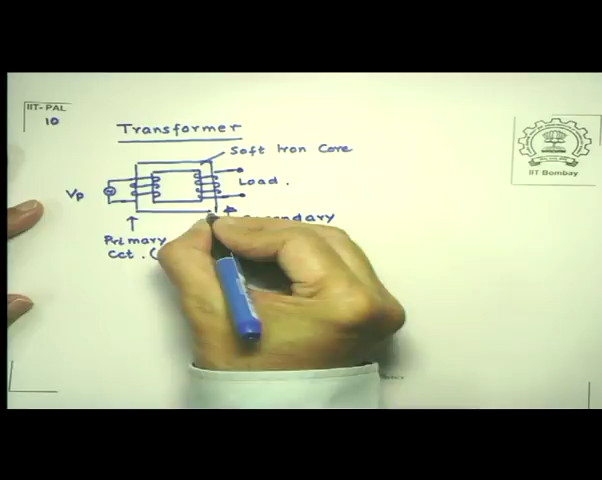 IIT-PAL
10
Transformer
Soft Iron Core
Vp
Load.
Secondary
Primary
Cct. (
IIT Bombay